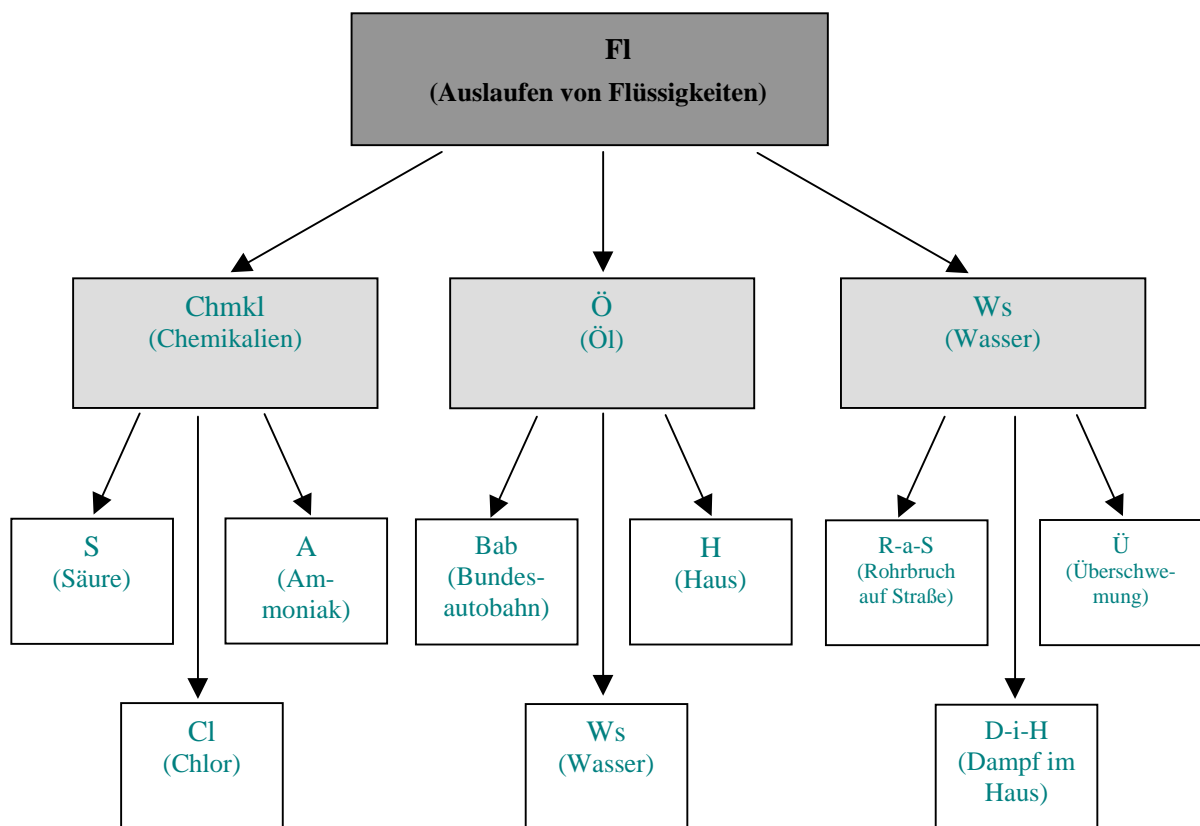 Fl
(Auslaufen von Flüssigkeiten)
Chmkl
(Chemikalien)
Ö
(Öl)
Ws
(Wasser)
S
(Säure)
A
(Am-
moniak)
Bab
(Bundes-
autobahn)
H
(Haus)
R-a-S
(Rohrbruch
auf Straße)
Ü
(Überschwe-
mung)
Cl
(Chlor)
Ws
(Wasser)
D-i-H
(Dampf im
Haus)